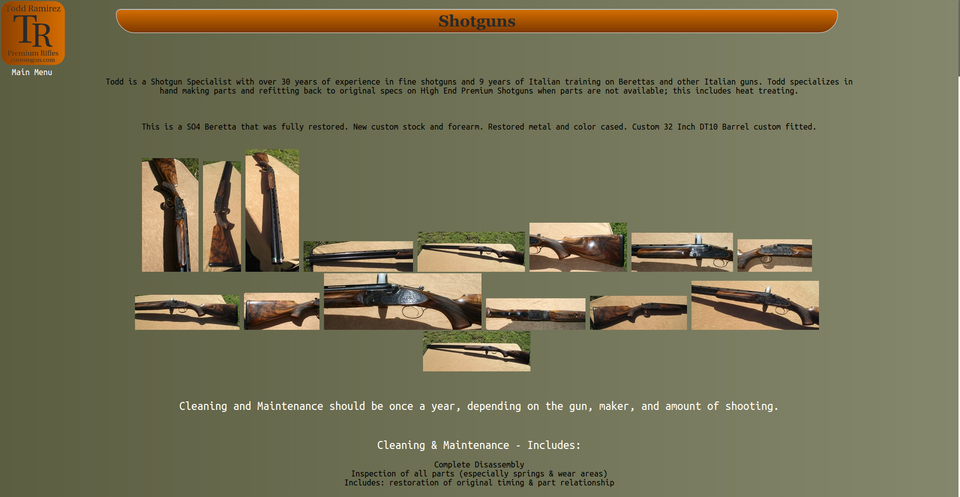 Todd Ramirez
TR
Premium Rifles
Main Menu
Shotguns
Todd is a Shotgun Specialist with over 30 years of experience in fine shotguns and 9 years of Italian training on Berettas and other Italian guns. Todd specializes in
hand making parts and refitting back to original specs on High End Premium Shotguns when parts are not available; this includes heat treating.
This is a SO4 Beretta that was fully restored. New custom stock and forearm. Restored metal and color cased. Custom 32 Inch DT10 Barrel custom fitted.
Cleaning and Maintenance should be once a year, depending on the gun, maker, and amount of shooting.
Cleaning & Maintenance - Includes:
Complete Disassembly
Inspection of all parts (especially springs & wear areas)
Includes: restoration of original timing & part relationship